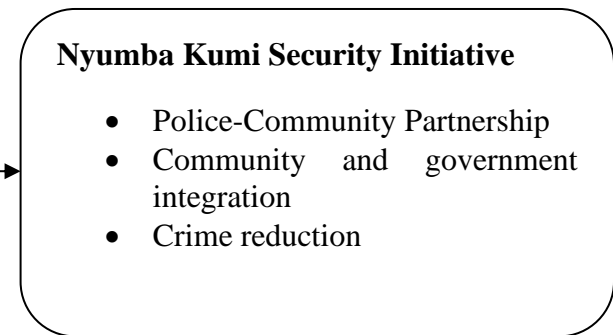 Nyumba Kumi Security Initiative
• Police-Community Partnership
• Community and government
integration
• Crime reduction